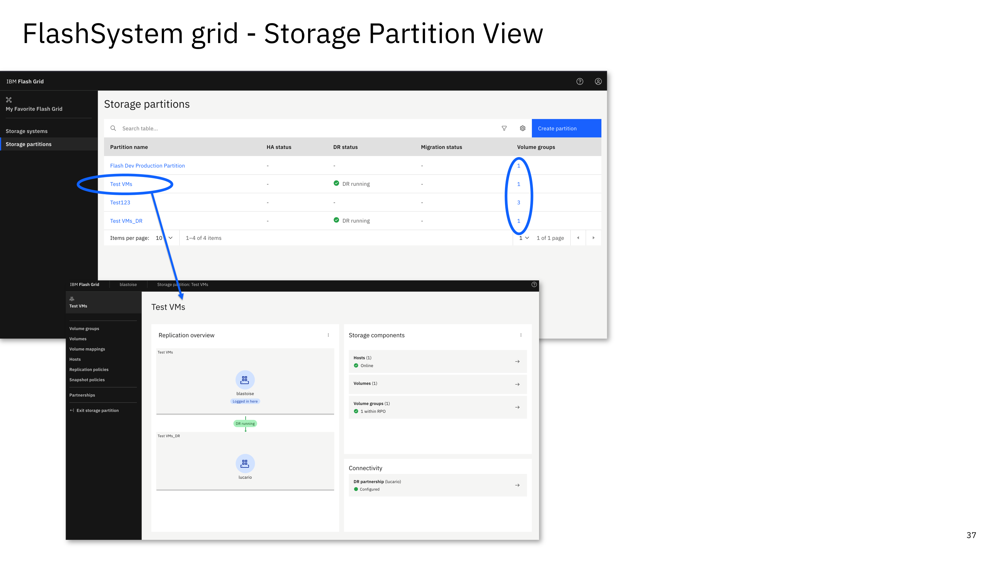 FlashSystem grid - Storage Partition View
IBM Flash Grid
My Favorite Flash Grid
Storage systems
Storage partitions
Storage partitions
Search table...
Create partition
Partition name HA status DR status Migration status Volume groups
Flash Dev Production Partition - - - 1
Test VMs - DR running - 1
Test123 - - - 3
Test VMs_DR - DR running - 1
Items per page: 10 1–4 of 4 items 1 1 of 1 page
IBM Flash Grid blastoise Storage partition: Test VMs
Test VMs
Volume groups
Volumes
Volume mappings
Hosts
Replication policies
Snapshot policies
Partnerships
Exit storage partition
Test VMs
Replication overview
Test VMs
blastoise
Logged in here
DR running
Test VMs_DR
lucario
Storage components
Hosts (1)
Online
Volumes (1)
Volume groups (1)
1 within RPO
Connectivity
DR partnership (lucario)
Configured
37